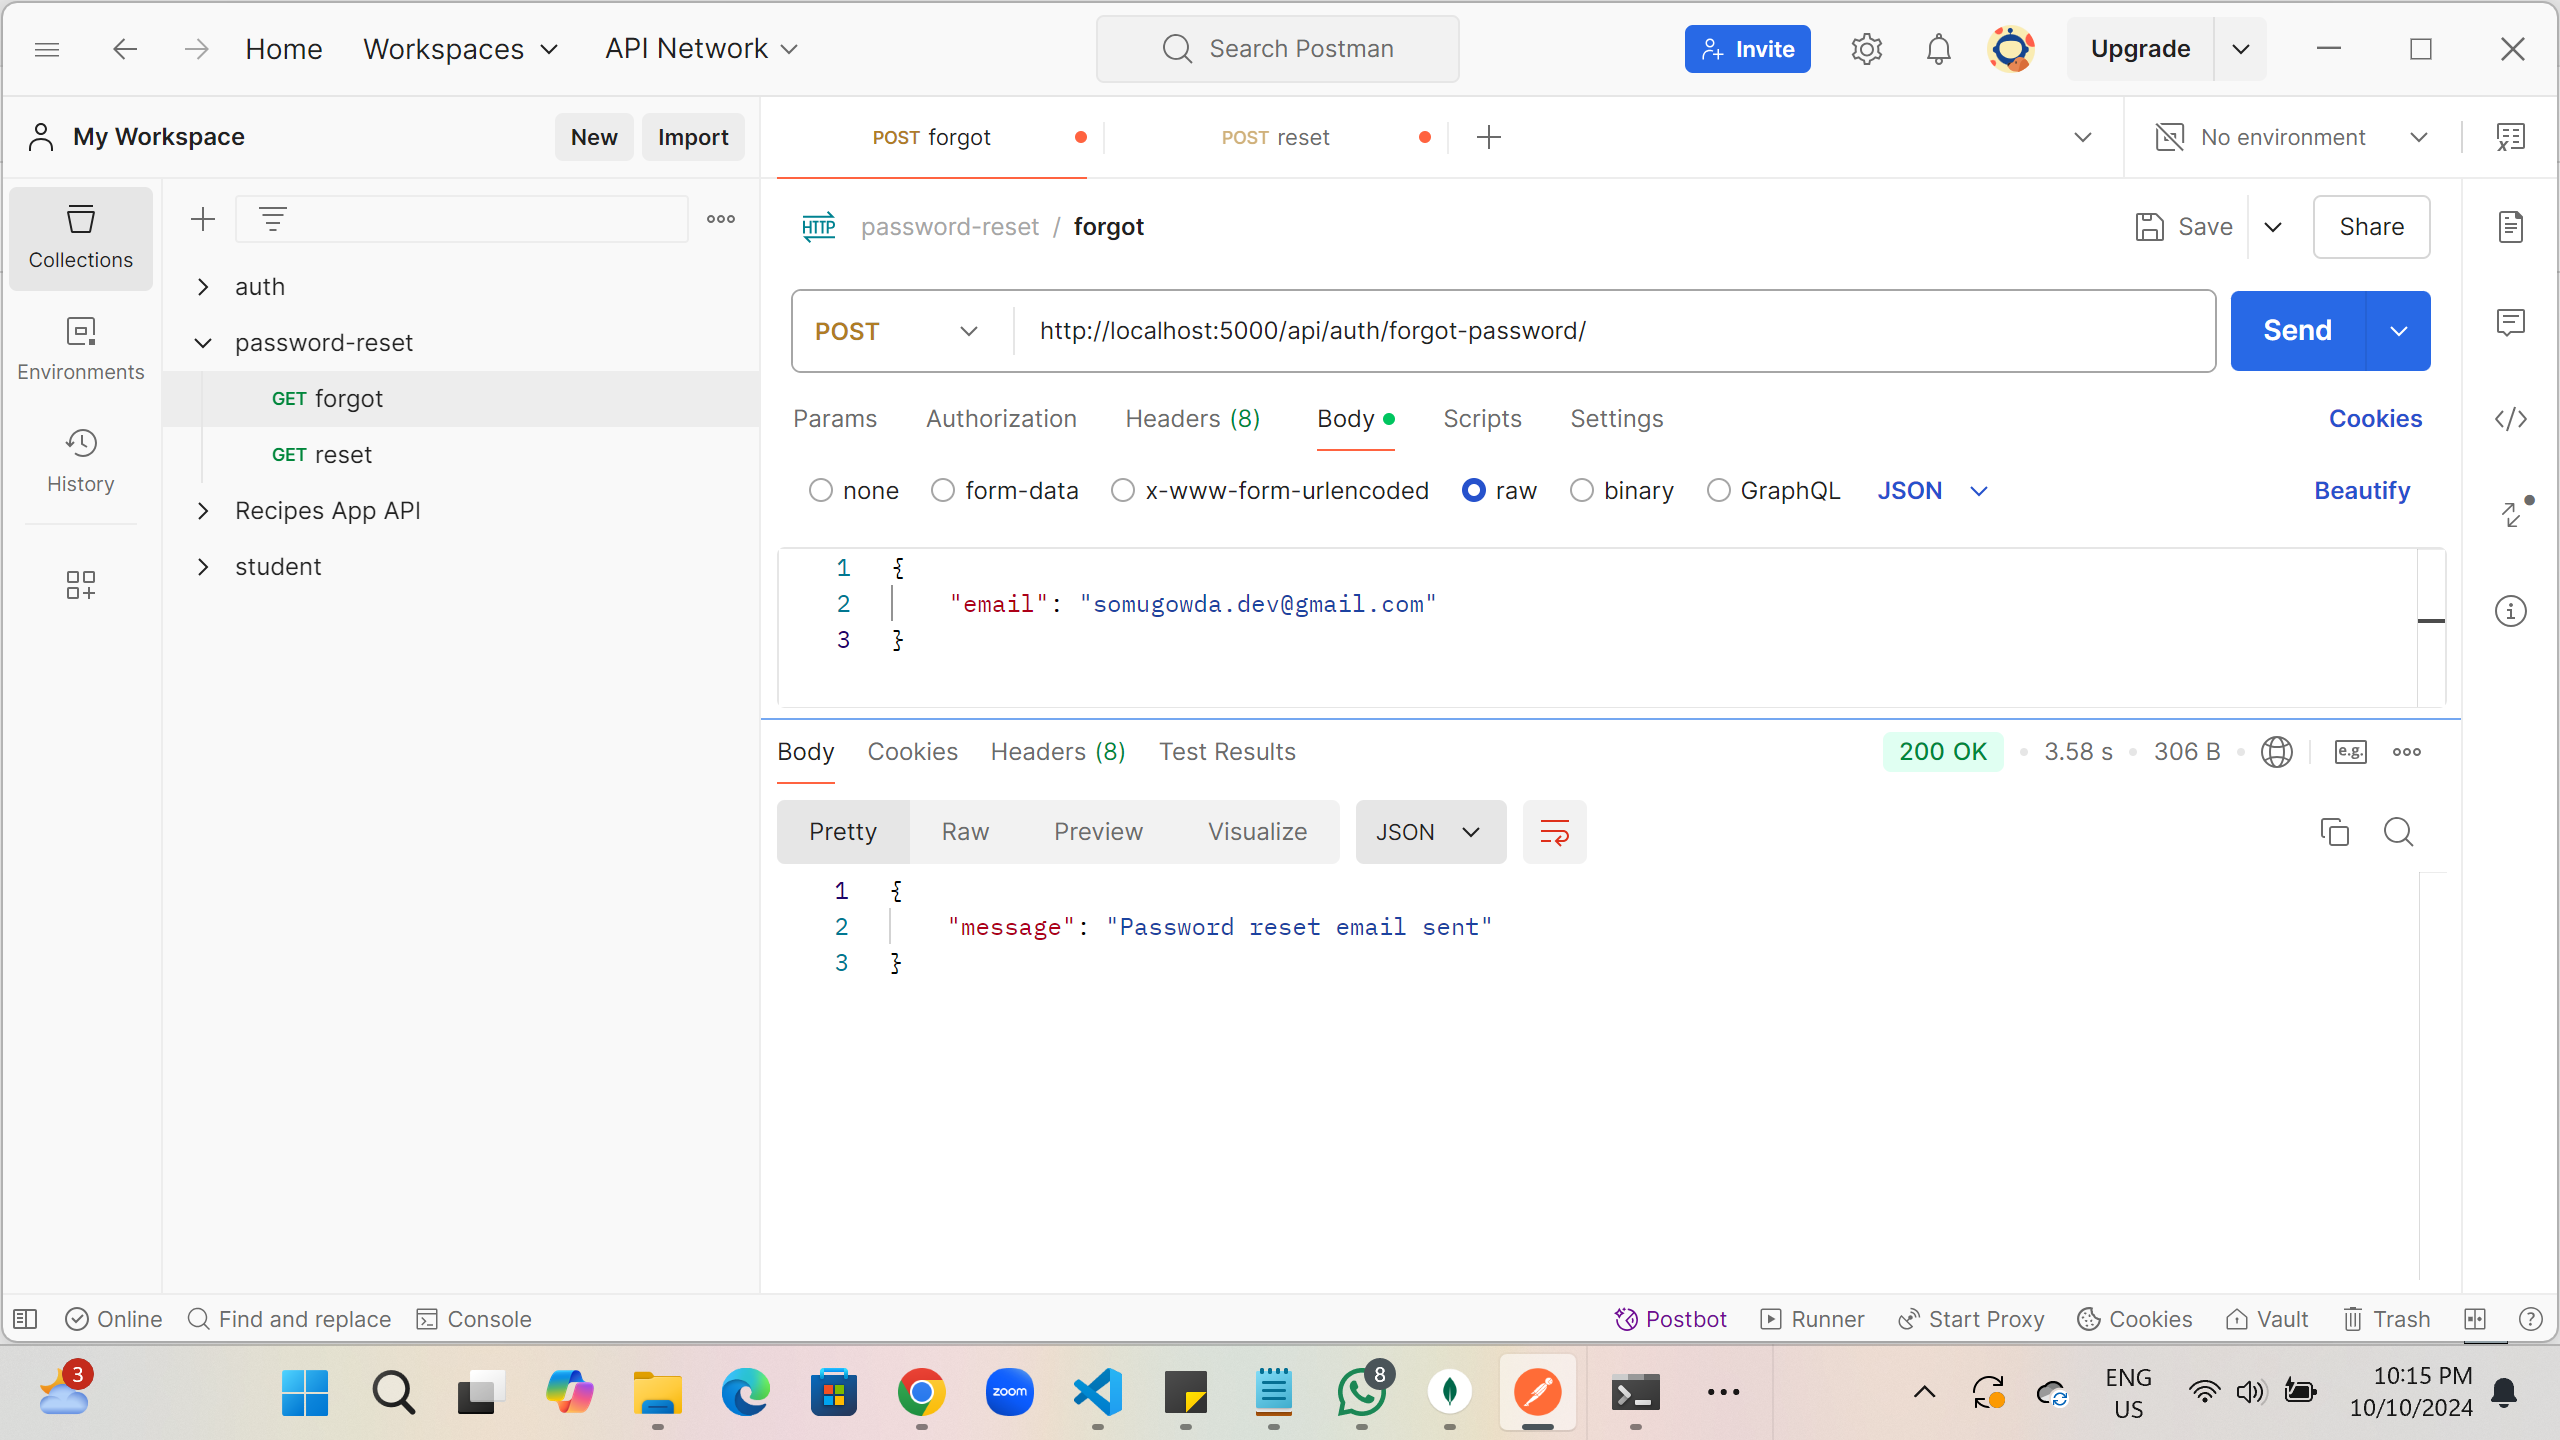 Home Workspaces API Network Search Postman Invite Upgrade
My Workspace New Import POST forgot POST reset No environment
Collections
Environments
History
auth
password-reset
GET forgot
GET reset
Recipes App API
student
HTTP password-reset / forgot Save Share
POST http://localhost:5000/api/auth/forgot-password/ Send
Params Authorization Headers (8) Body Scripts Settings Cookies
none form-data x-www-form-urlencoded raw binary GraphQL JSON Beautify
1 {
2 "email": "somugowda.dev@gmail.com"
3 }
Body Cookies Headers (8) Test Results 200 OK 3.58 s 306 B e.g.
Pretty Raw Preview Visualize JSON
1 {
2 "message": "Password reset email sent"
3 }
Online Find and replace Console Postbot Runner Start Proxy Cookies Vault Trash
3 zoom 8 ENG US 10:15 PM
10/10/2024